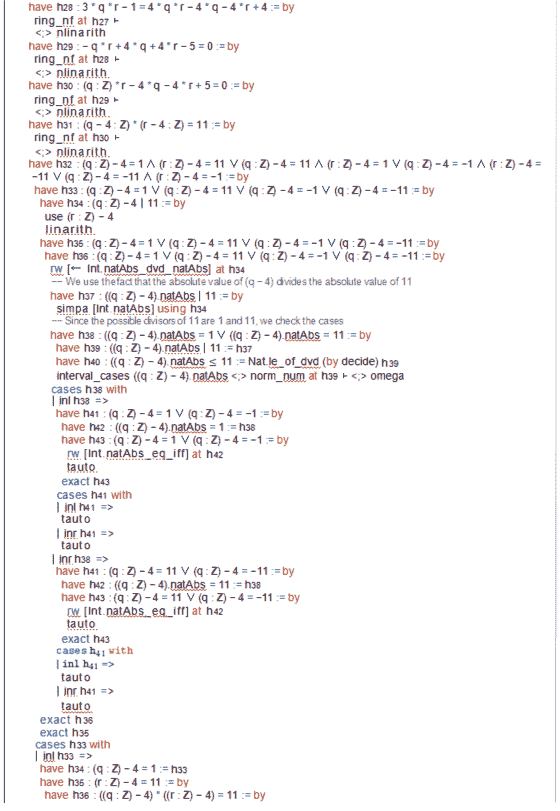 have h28 : 3 * q * r - 1 = 4 * q * r - 4 * q - 4 * r + 4 := by
ring_nf at h27 ⊢
<;> nlinarith
have h29 : - q * r + 4 * q + 4 * r - 5 = 0 := by
ring_nf at h28 ⊢
<;> nlinarith
have h30 : (q : ℤ) * r - 4 * q - 4 * r + 5 = 0 := by
ring_nf at h29 ⊢
<;> nlinarith
have h31 : (q - 4 : ℤ) * (r - 4 : ℤ) = 11 := by
ring_nf at h30 ⊢
<;> nlinarith
have h32 : (q : ℤ) - 4 = 1 ∧ (r : ℤ) - 4 = 11 ∨ (q : ℤ) - 4 = 11 ∧ (r : ℤ) - 4 = 1 ∨ (q : ℤ) - 4 = -1 ∧ (r : ℤ) - 4 =
-11 ∨ (q : ℤ) - 4 = -11 ∧ (r : ℤ) - 4 = -1 := by
have h33 : (q : ℤ) - 4 = 1 ∨ (q : ℤ) - 4 = 11 ∨ (q : ℤ) - 4 = -1 ∨ (q : ℤ) - 4 = -11 := by
have h34 : (q : ℤ) - 4 ∣ 11 := by
use (r : ℤ) - 4
linarith
have h35 : (q : ℤ) - 4 = 1 ∨ (q : ℤ) - 4 = 11 ∨ (q : ℤ) - 4 = -1 ∨ (q : ℤ) - 4 = -11 := by
have h36 : (q : ℤ) - 4 = 1 ∨ (q : ℤ) - 4 = 11 ∨ (q : ℤ) - 4 = -1 ∨ (q : ℤ) - 4 = -11 := by
rw [← Int.natAbs_dvd_natAbs] at h34
-- We use the fact that the absolute value of (q - 4) divides the absolute value of 11
have h37 : ((q : ℤ) - 4).natAbs ∣ 11 := by
simpa [Int.natAbs] using h34
-- Since the possible divisors of 11 are 1 and 11, we check the cases
have h38 : ((q : ℤ) - 4).natAbs = 1 ∨ ((q : ℤ) - 4).natAbs = 11 := by
have h39 : ((q : ℤ) - 4).natAbs ∣ 11 := h37
have h40 : ((q : ℤ) - 4).natAbs ≤ 11 := Nat.le_of_dvd (by decide) h39
interval_cases ((q : ℤ) - 4).natAbs <;> norm_num at h39 ⊢ <;> omega
cases h38 with
| inl h38 =>
have h41 : (q : ℤ) - 4 = 1 ∨ (q : ℤ) - 4 = -1 := by
have h42 : ((q : ℤ) - 4).natAbs = 1 := h38
have h43 : (q : ℤ) - 4 = 1 ∨ (q : ℤ) - 4 = -1 := by
rw [Int.natAbs_eq_iff] at h42
tauto
exact h43
cases h41 with
| inl h41 =>
tauto
| inr h41 =>
tauto
| inr h38 =>
have h41 : (q : ℤ) - 4 = 11 ∨ (q : ℤ) - 4 = -11 := by
have h42 : ((q : ℤ) - 4).natAbs = 11 := h38
have h43 : (q : ℤ) - 4 = 11 ∨ (q : ℤ) - 4 = -11 := by
rw [Int.natAbs_eq_iff] at h42
tauto
exact h43
cases h41 with
| inl h41 =>
tauto
| inr h41 =>
tauto
exact h36
exact h35
cases h33 with
| inl h33 =>
have h34 : (q : ℤ) - 4 = 1 := h33
have h35 : (r : ℤ) - 4 = 11 := by
have h36 : ((q : ℤ) - 4) * ((r : ℤ) - 4) = 11 := by